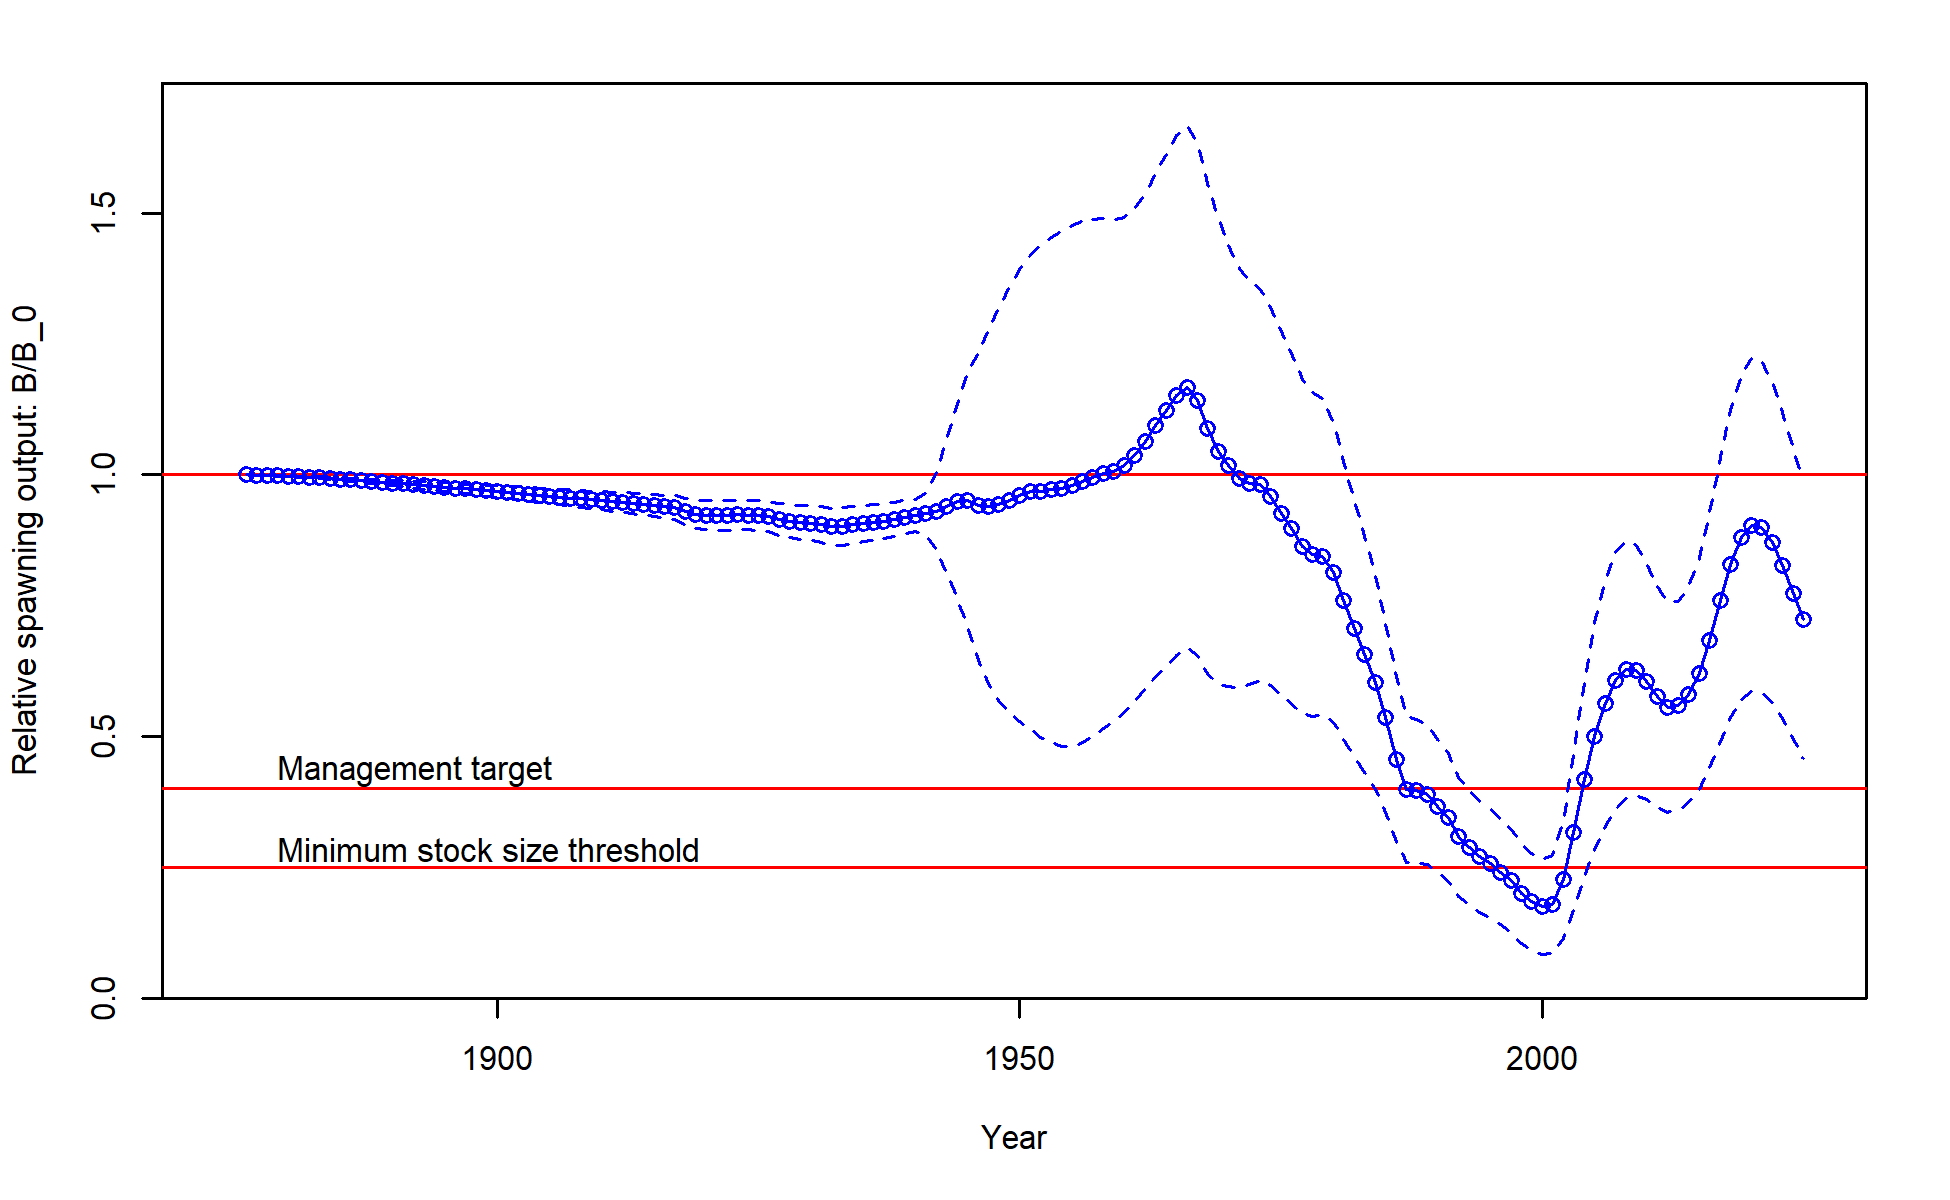 Relative spawning output: B/B_0
1.5
1.0
0.5
0.0
Management target
Minimum stock size threshold
1900 1950 2000
Year